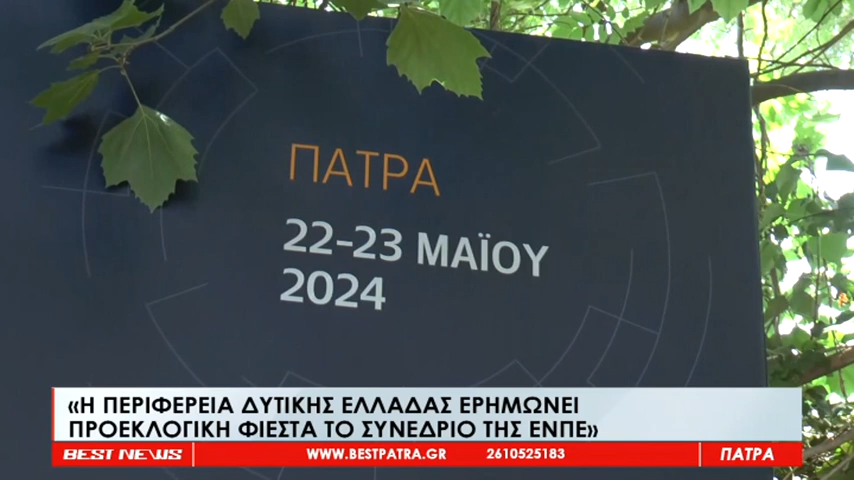 ΠΑΤΡΑ
22-23 ΜΑΪΟΥ
2024
«Η ΠΕΡΙΦΕΡΕΙΑ ΔΥΤΙΚΗΣ ΕΛΛΑΔΑΣ ΕΡΗΜΩΝΕΙ
ΠΡΟΕΚΛΟΓΙΚΗ ΦΙΕΣΤΑ ΤΟ ΣΥΝΕΔΡΙΟ ΤΗΣ ΕΝΠΕ»
BEST NEWS WWW.BESTPATRA.GR 2610525183 ΠΑΤΡΑ